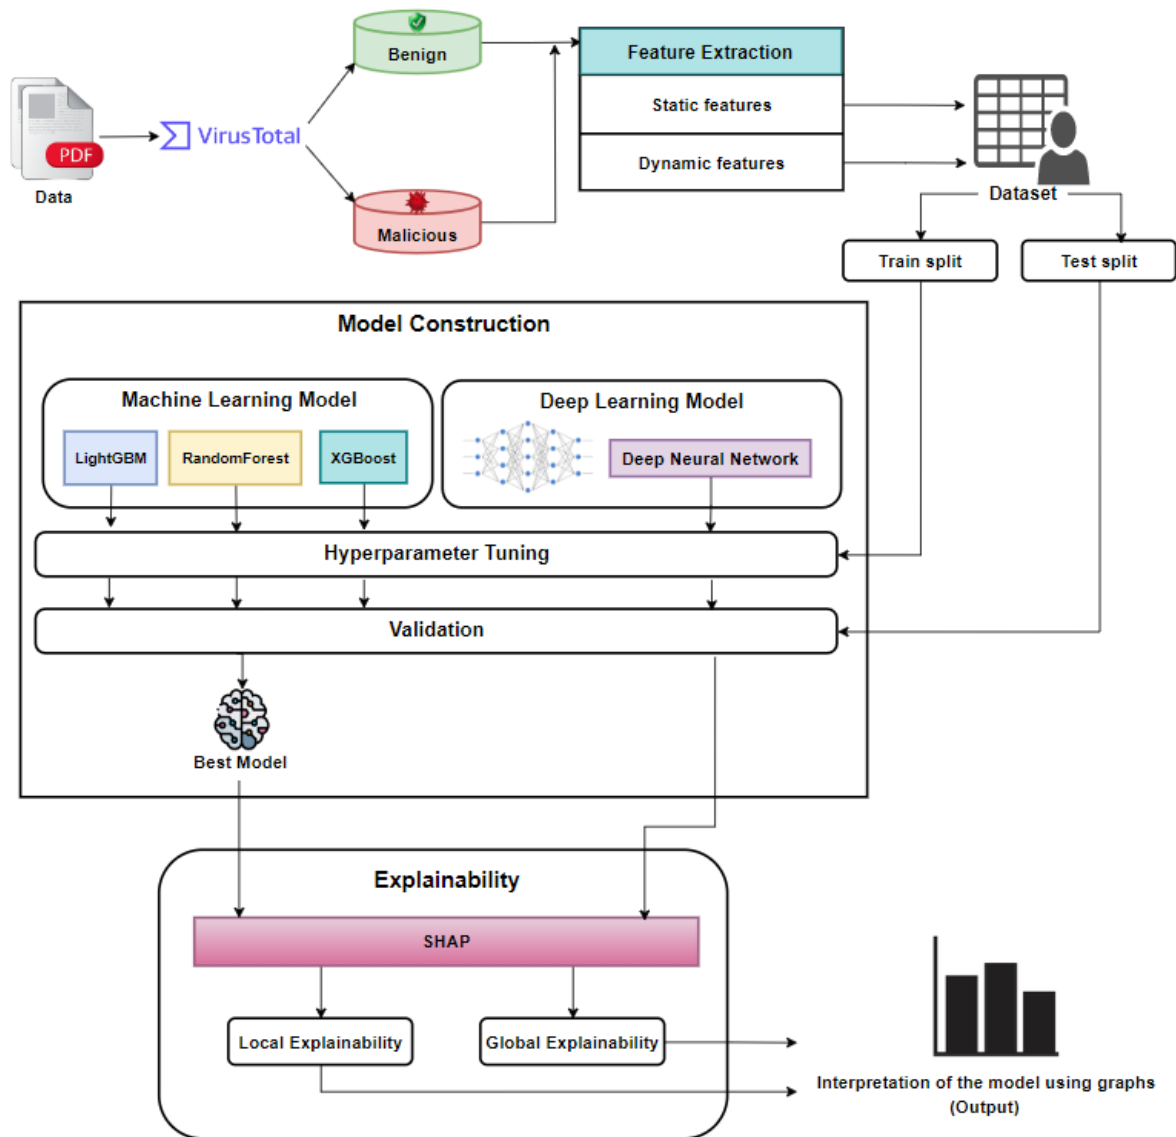 Benign
Feature Extraction
Static features
Dynamic features
PDF
Data
VirusTotal
Malicious
Dataset
Train split
Test split
Model Construction
Machine Learning Model
LightGBM
RandomForest
XGBoost
Deep Learning Model
Deep Neural Network
Hyperparameter Tuning
Validation
Best Model
Explainability
SHAP
Local Explainability
Global Explainability
Interpretation of the model using graphs
(Output)